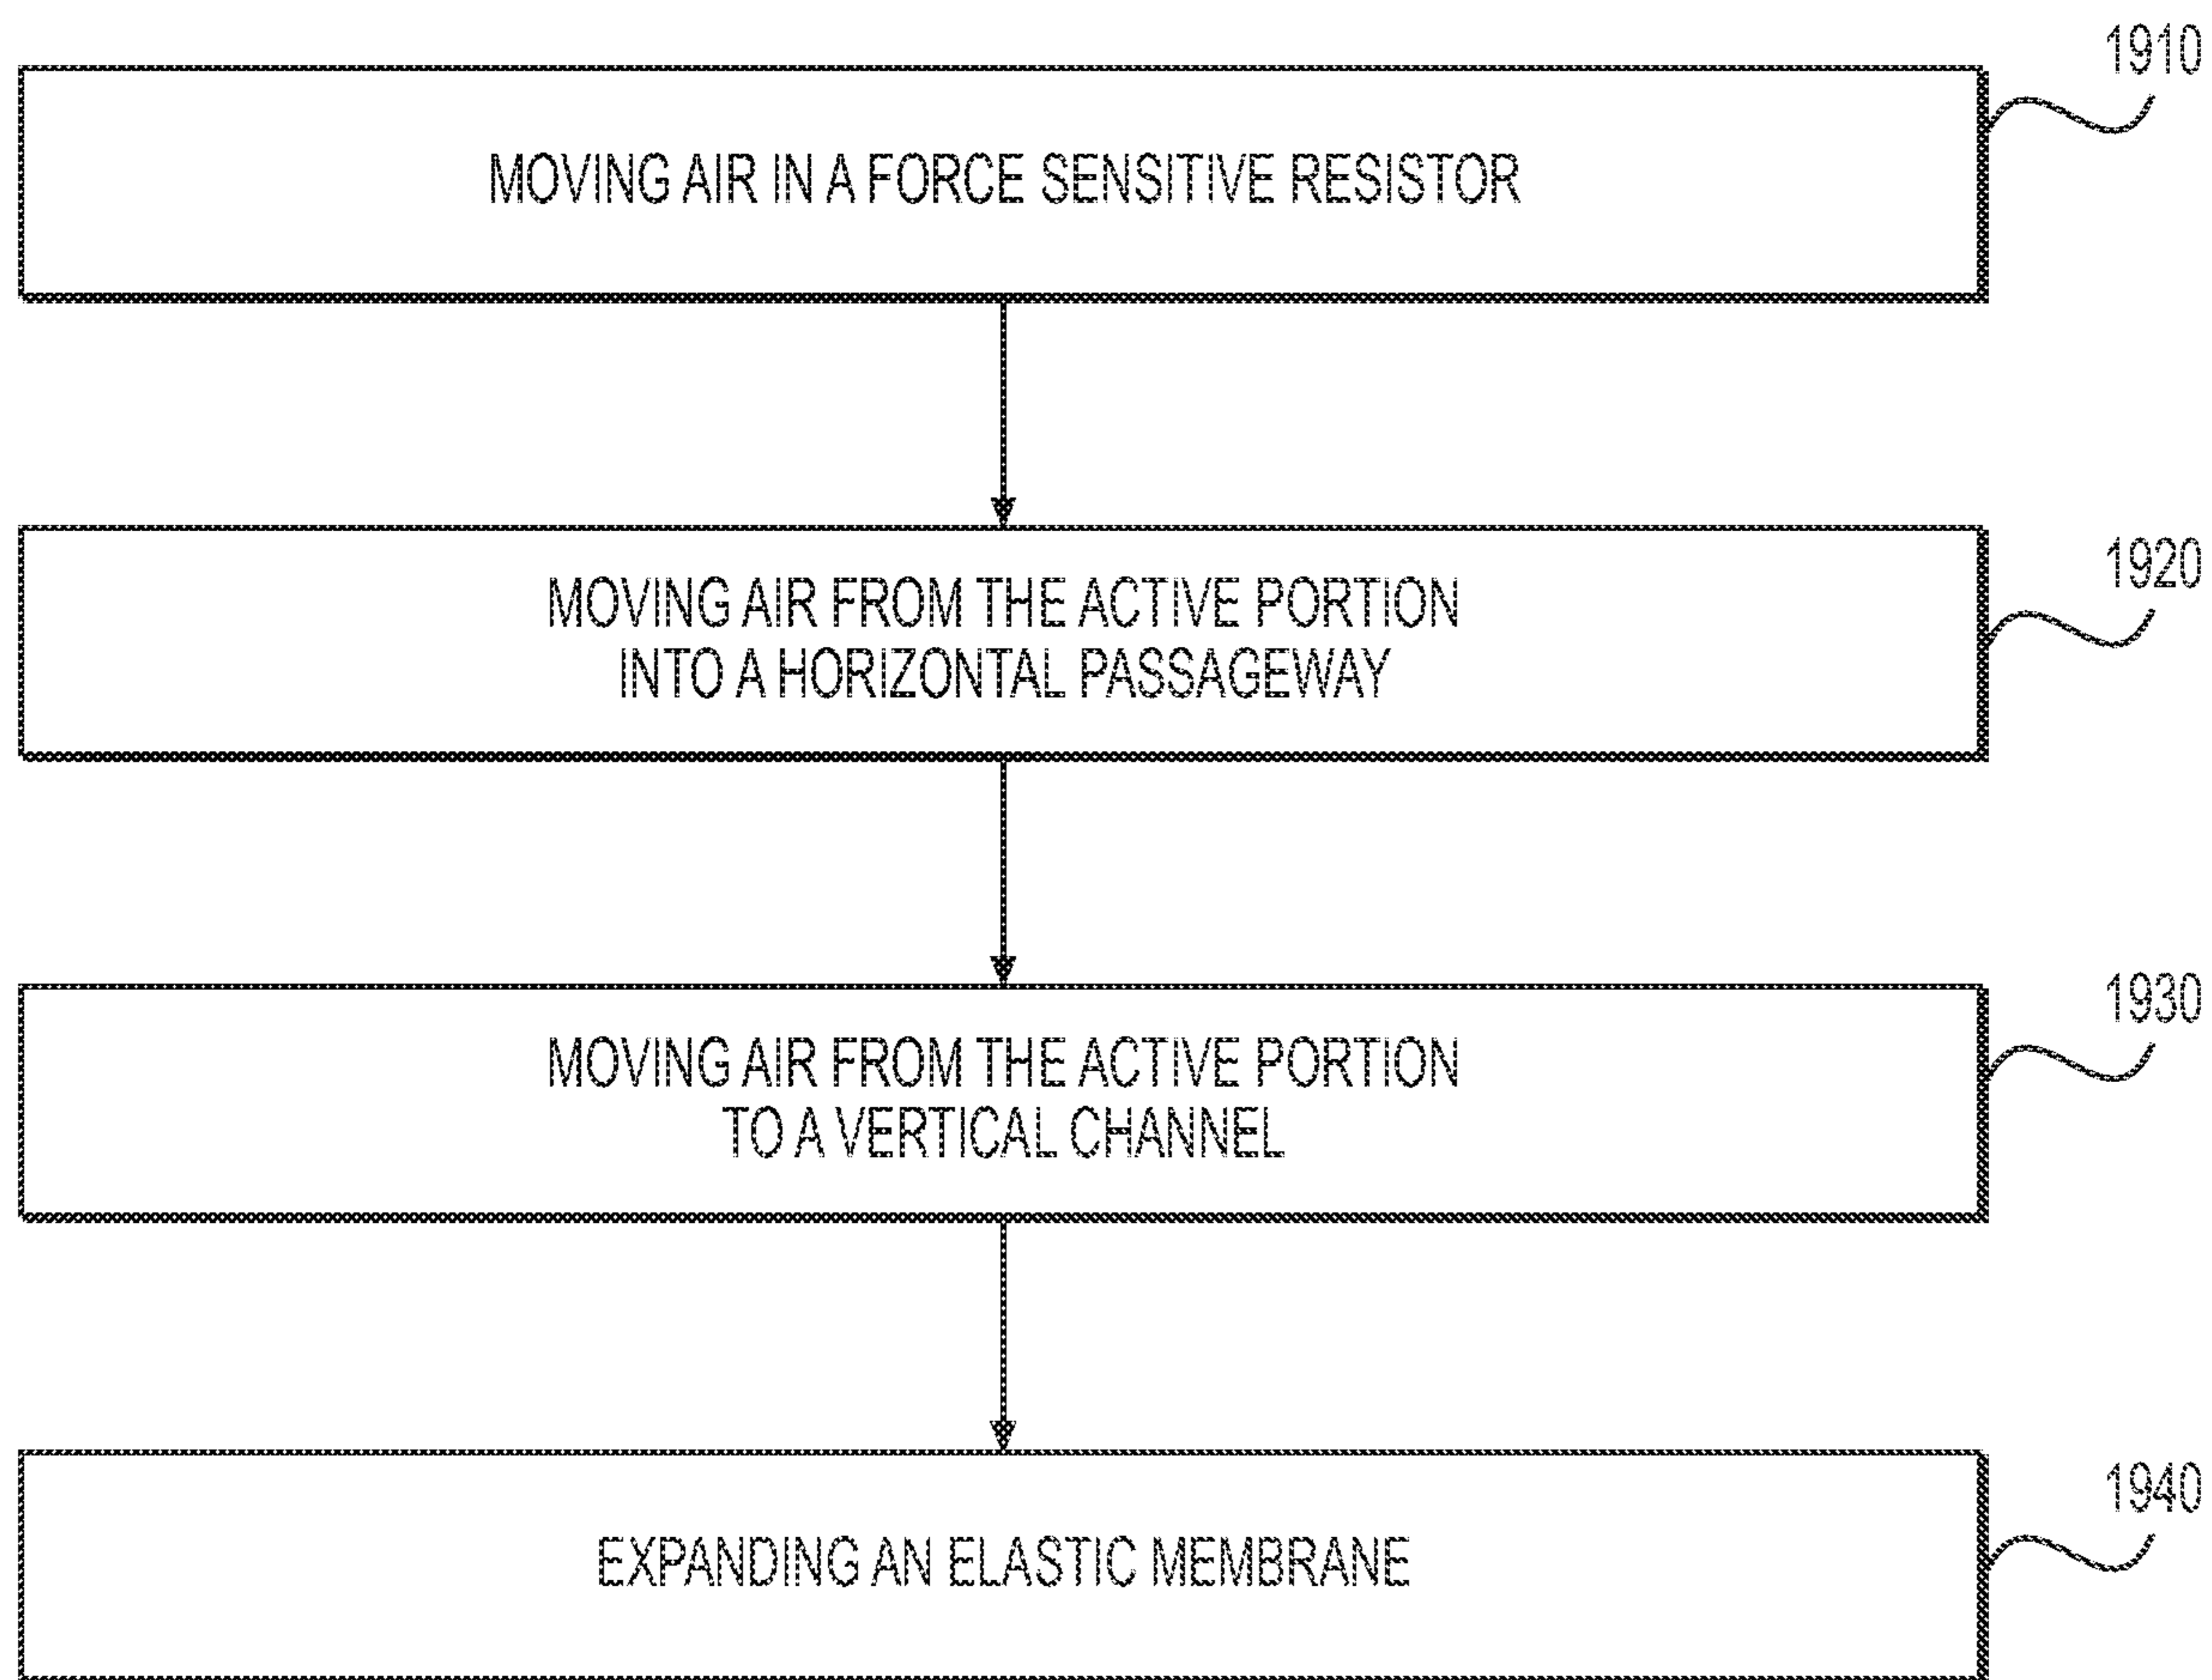 1910
MOVING AIR IN A FORCE SENSITIVE RESISTOR
1920
MOVING AIR FROM THE ACTIVE PORTION
INTO A HORIZONTAL PASSAGEWAY
1930
MOVING AIR FROM THE ACTIVE PORTION
TO A VERTICAL CHANNEL
1940
EXPANDING AN ELASTIC MEMBRANE